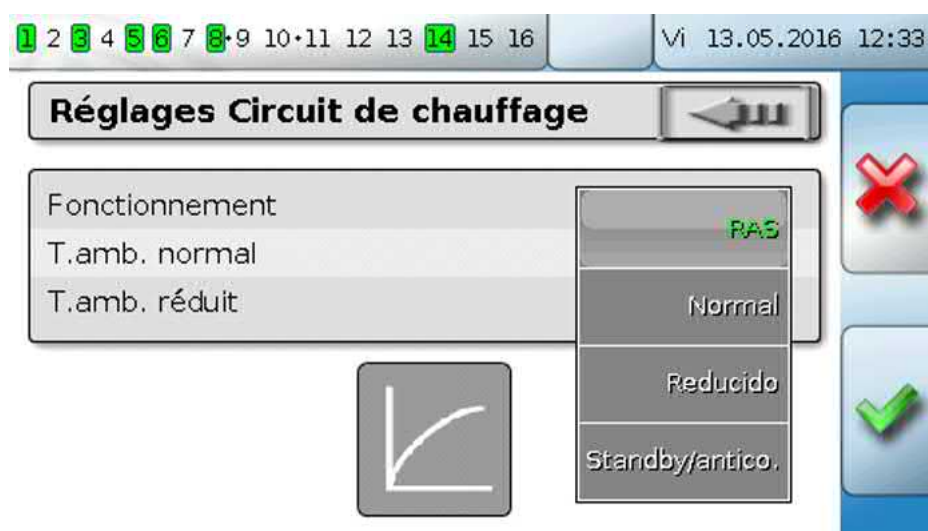 1 2 3 4 5 6 7 8·9 10·11 12 13 14 15 16 Vi 13.05.2016 12:33
Réglages Circuit de chauffage
Fonctionnement
RAS
T.amb. normal
T.amb. réduit
Normal
Reducido
Standby/antico.